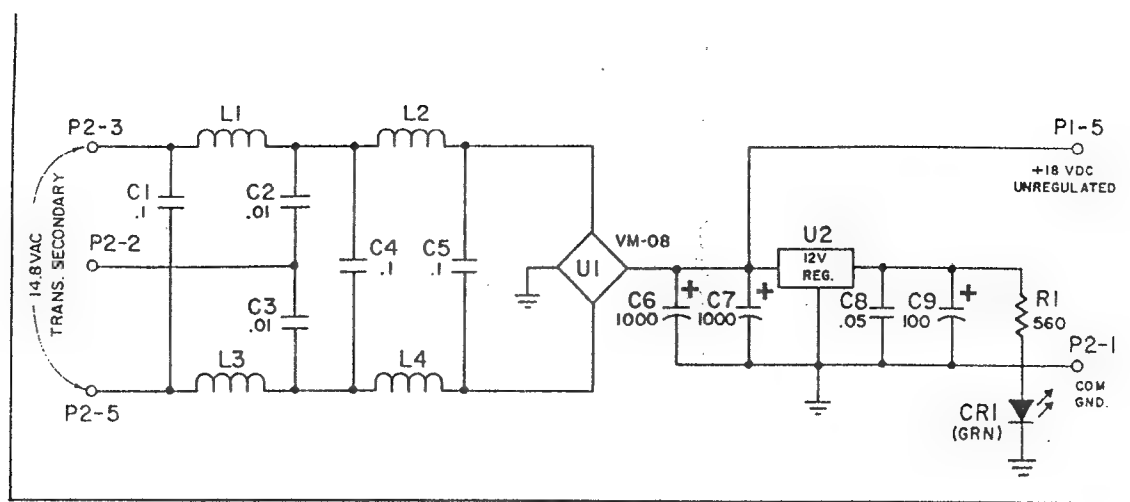 P2-3
L1
L2
P1-5
+18 VDC
UNREGULATED
C1
.1
C2
.01
14.8VAC
TRANS. SECONDARY
P2-2
C4
.1
C5
.1
U1
VM-08
U2
12V
REG.
C3
.01
C6
1000
+
C7
1000
+
C8
.05
C9
100
+
R1
560
L3
L4
P2-5
P2-1
COM
GND.
CR1
(GRN)